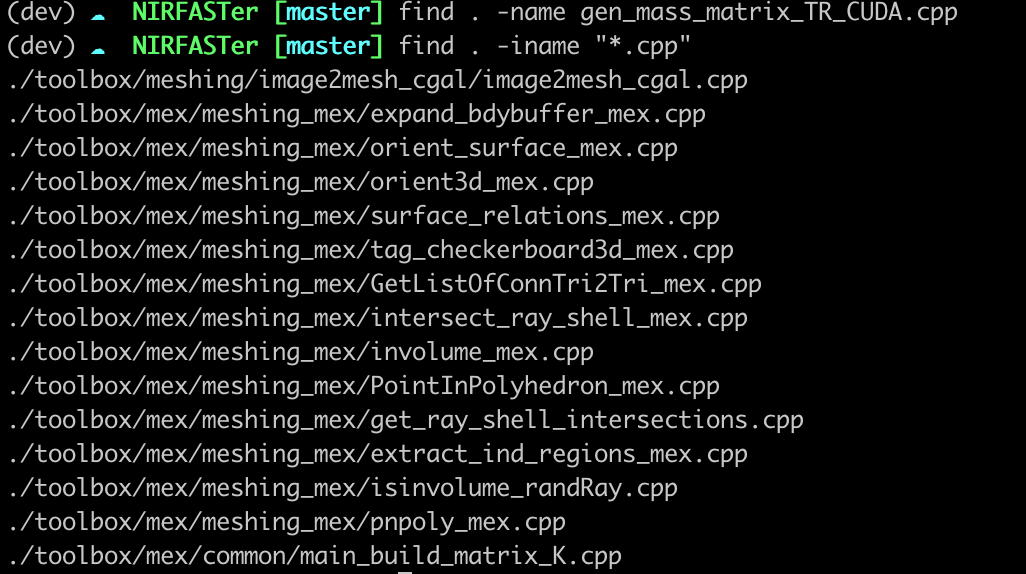 (dev) ☁ NIRFASTer [master] find . -name gen_mass_matrix_TR_CUDA.cpp
(dev) ☁ NIRFASTer [master] find . -iname "*.cpp"
./toolbox/meshing/image2mesh_cgal/image2mesh_cgal.cpp
./toolbox/mex/meshing_mex/expand_bdybuffer_mex.cpp
./toolbox/mex/meshing_mex/orient_surface_mex.cpp
./toolbox/mex/meshing_mex/orient3d_mex.cpp
./toolbox/mex/meshing_mex/surface_relations_mex.cpp
./toolbox/mex/meshing_mex/tag_checkerboard3d_mex.cpp
./toolbox/mex/meshing_mex/GetListOfConnTri2Tri_mex.cpp
./toolbox/mex/meshing_mex/intersect_ray_shell_mex.cpp
./toolbox/mex/meshing_mex/involume_mex.cpp
./toolbox/mex/meshing_mex/PointInPolyhedron_mex.cpp
./toolbox/mex/meshing_mex/get_ray_shell_intersections.cpp
./toolbox/mex/meshing_mex/extract_ind_regions_mex.cpp
./toolbox/mex/meshing_mex/isinvolume_randRay.cpp
./toolbox/mex/meshing_mex/pnpoly_mex.cpp
./toolbox/mex/common/main_build_matrix_K.cpp